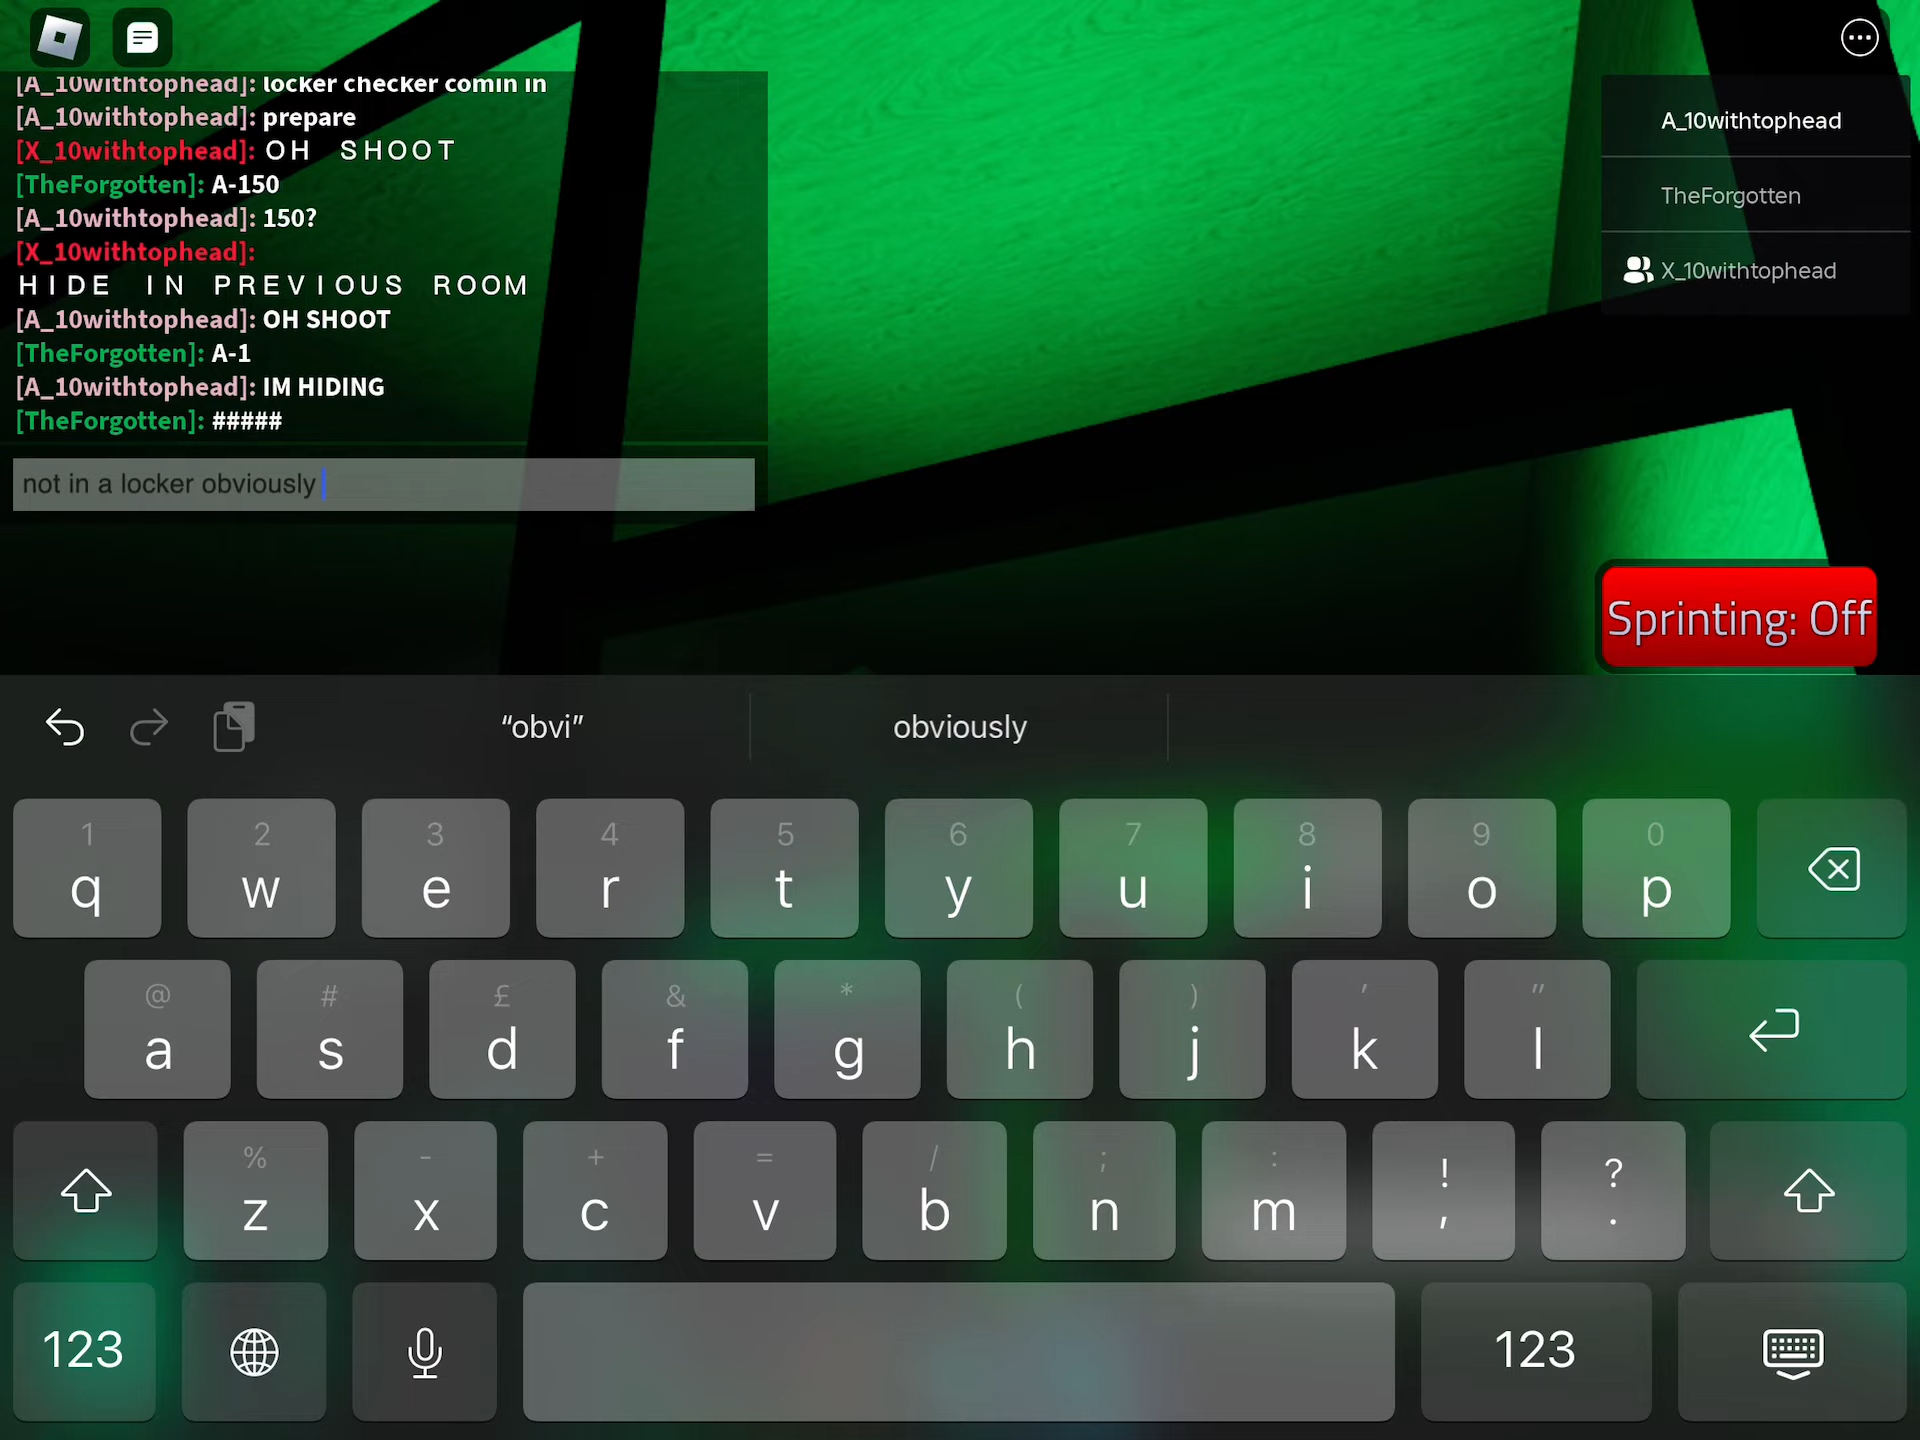 [A_10withtophead]: locker checker comin in
[A_10withtophead]: prepare
[X_10withtophead]: OH SHOOT
[TheForgotten]: A-150
[A_10withtophead]: 150?
[X_10withtophead]:
HIDE IN PREVIOUS ROOM
[A_10withtophead]: OH SHOOT
[TheForgotten]: A-1
[A_10withtophead]: IM HIDING
[TheForgotten]: #####
not in a locker obviously
A_10withtophead
TheForgotten
X_10withtophead
Sprinting: Off
“obvi” obviously
1 2 3 4 5 6 7 8 9 0
q w e r t y u i o p
@ # £ & * ( ) ' "
a s d f g h j k l
% - + = / ; : ! ?
z x c v b n m , .
123 123